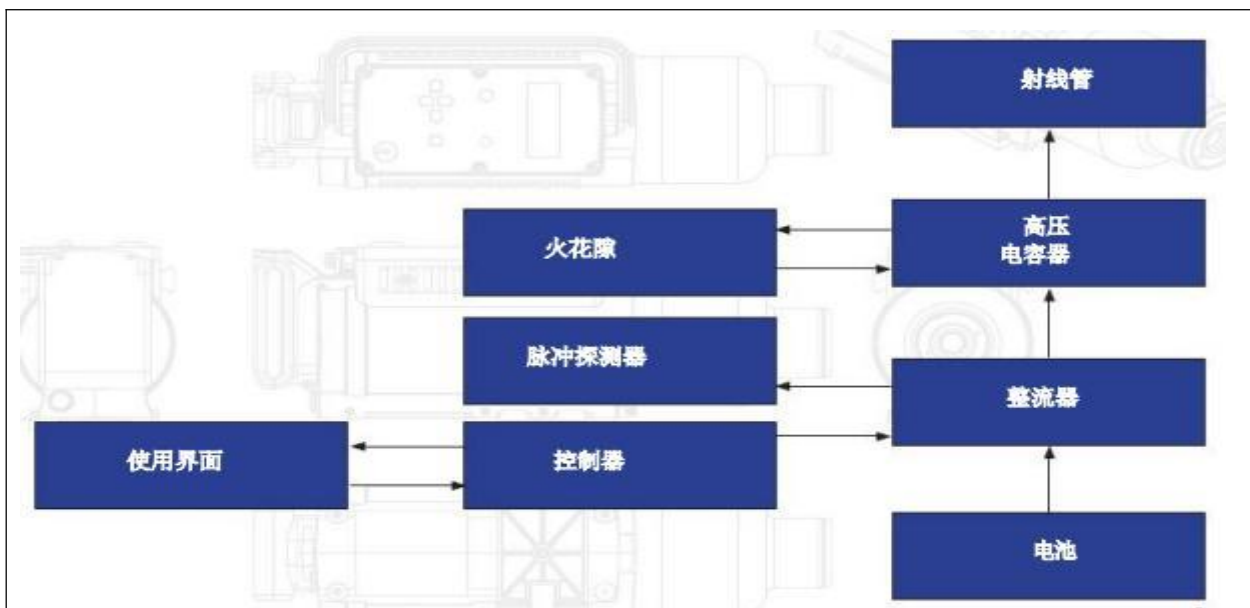 射线管
高压
电容器
火花隙
脉冲探测器
整流器
使用界面
控制器
电池